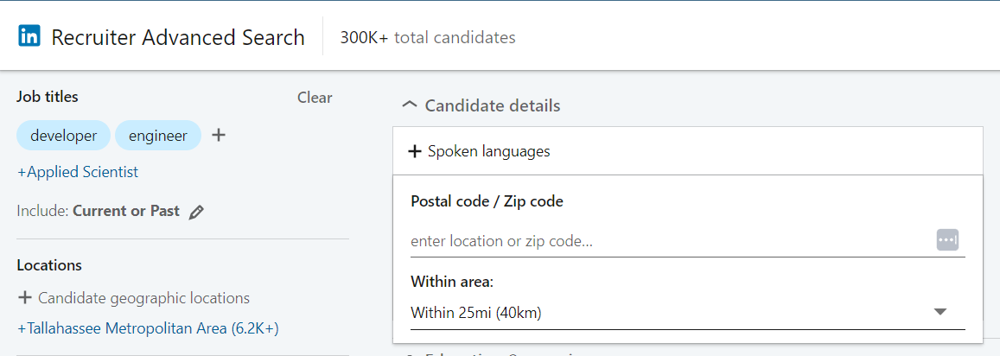 in Recruiter Advanced Search 300K+ total candidates
Job titles Clear
developer engineer +
+Applied Scientist
Include: Current or Past
Locations
+ Candidate geographic locations
+Tallahassee Metropolitan Area (6.2K+)
Candidate details
+ Spoken languages
Postal code / Zip code
enter location or zip code...
Within area:
Within 25mi (40km)